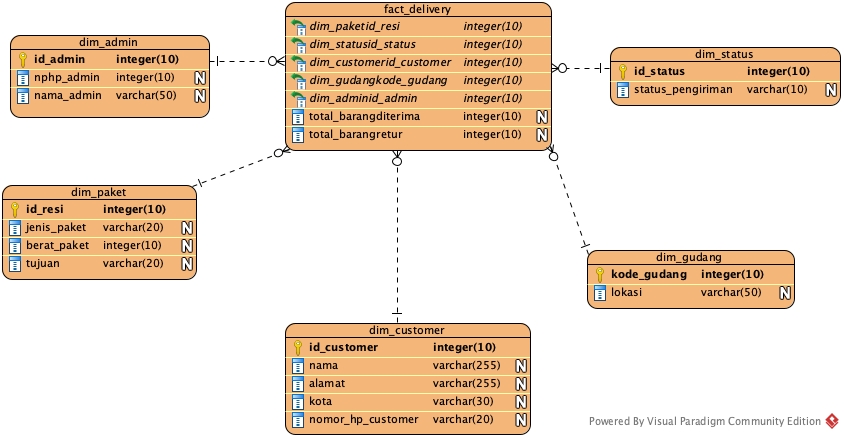 fact_delivery
dim_paketid_resi integer(10)
dim_statusid_status integer(10)
dim_customerid_customer integer(10)
dim_gudangkode_gudang integer(10)
dim_adminid_admin integer(10)
total_barangditerima integer(10) N
total_barangretur integer(10) N
dim_admin
id_admin integer(10)
nphp_admin integer(10) N
nama_admin varchar(50) N
dim_status
id_status integer(10)
status_pengiriman varchar(10) N
dim_paket
id_resi integer(10)
jenis_paket varchar(20) N
berat_paket integer(10) N
tujuan varchar(20) N
dim_gudang
kode_gudang integer(10)
lokasi varchar(50) N
dim_customer
id_customer integer(10)
nama varchar(255) N
alamat varchar(255) N
kota varchar(30) N
nomor_hp_customer varchar(20) N
Powered By Visual Paradigm Community Edition